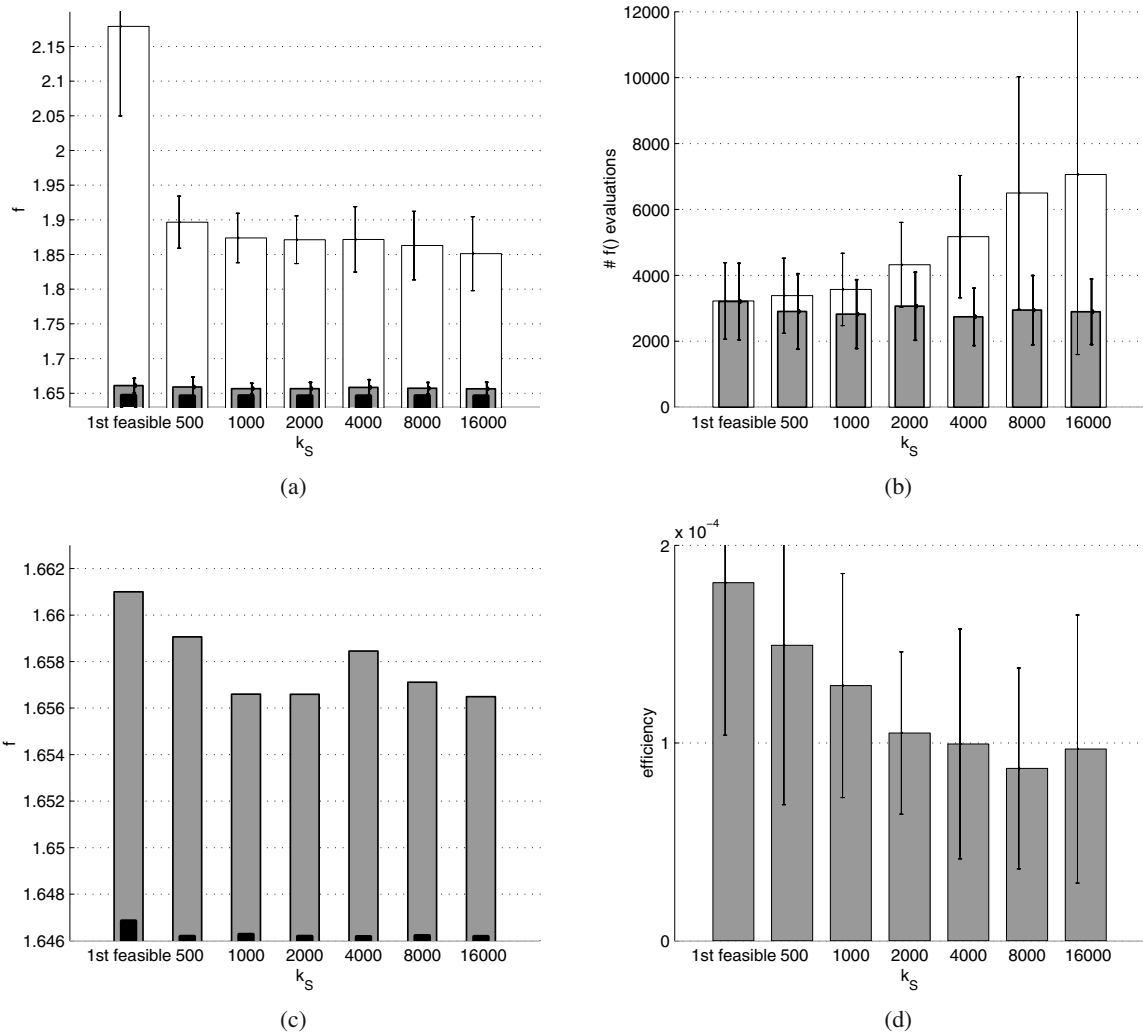 2.15
2.1
2.05
2
1.95
1.9
1.85
1.8
1.75
1.7
1.65
f
1st feasible 500 1000 2000 4000 8000 16000
k_S
(a)
12000
10000
8000
6000
4000
2000
0
# f() evaluations
1st feasible 500 1000 2000 4000 8000 16000
k_S
(b)
1.662
1.66
1.658
1.656
1.654
1.652
1.65
1.648
1.646
f
1st feasible 500 1000 2000 4000 8000 16000
k_S
(c)
x 10^-4
2
1
0
efficiency
1st feasible 500 1000 2000 4000 8000 16000
k_S
(d)